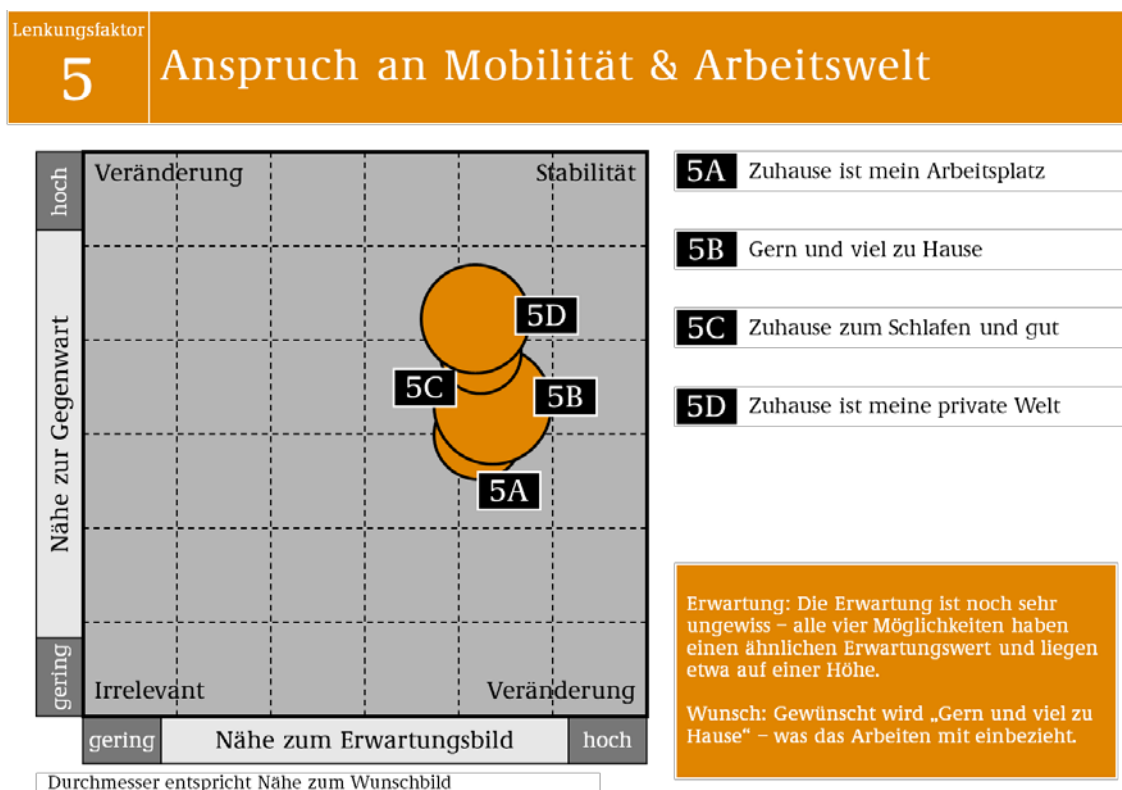 Lenkungsfaktor
5
Anspruch an Mobilität & Arbeitswelt
hoch
Nähe zur Gegenwart
gering
Veränderung
Stabilität
5D
5C
5B
5A
Irrelevant
Veränderung
gering
Nähe zum Erwartungsbild
hoch
Durchmesser entspricht Nähe zum Wunschbild
5A Zuhause ist mein Arbeitsplatz
5B Gern und viel zu Hause
5C Zuhause zum Schlafen und gut
5D Zuhause ist meine private Welt
Erwartung: Die Erwartung ist noch sehr
ungewiss – alle vier Möglichkeiten haben
einen ähnlichen Erwartungswert und liegen
etwa auf einer Höhe.
Wunsch: Gewünscht wird „Gern und viel zu
Hause“ – was das Arbeiten mit einbezieht.